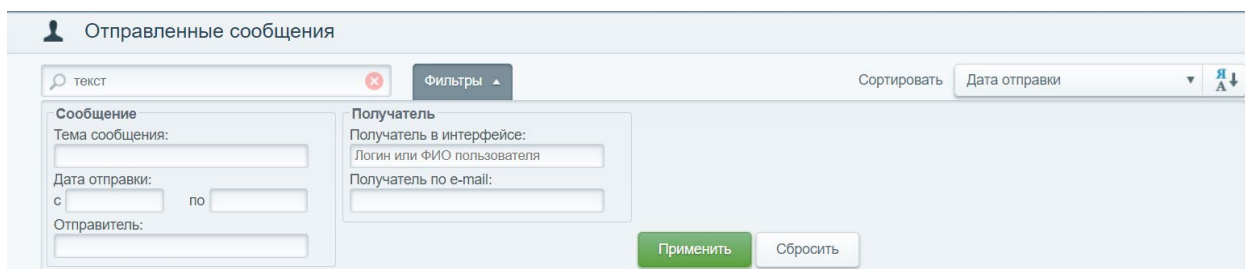 Отправленные сообщения
текст
Фильтры
Сортировать
Дата отправки
Я
А
Сообщение
Тема сообщения:
Дата отправки:
с
по
Отправитель:
Получатель
Получатель в интерфейсе:
Логин или ФИО пользователя
Получатель по e-mail:
Применить
Сбросить